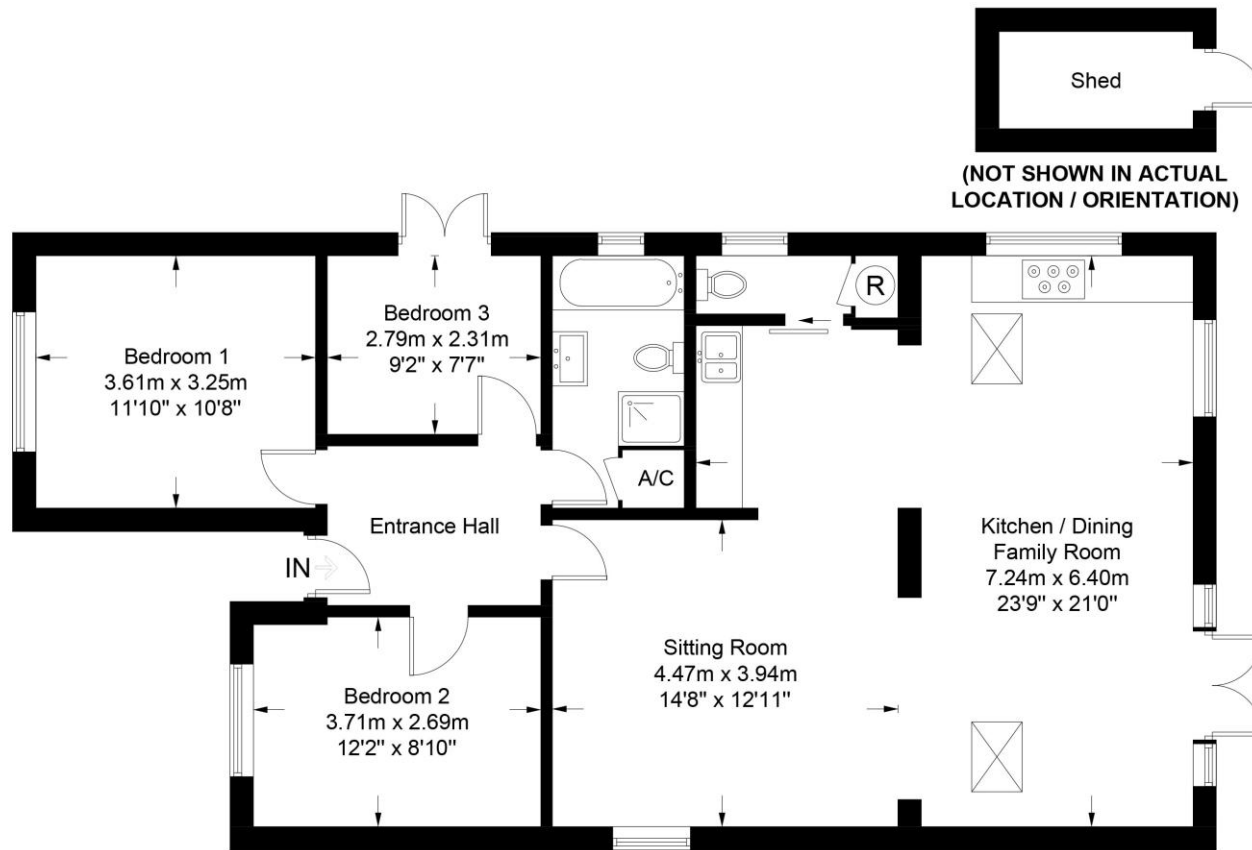 Shed
(NOT SHOWN IN ACTUAL
LOCATION / ORIENTATION)
Bedroom 1
3.61m x 3.25m
11'10" x 10'8"
Bedroom 3
2.79m x 2.31m
9'2" x 7'7"
R
A/C
Entrance Hall
IN
Kitchen / Dining
Family Room
7.24m x 6.40m
23'9" x 21'0"
Sitting Room
4.47m x 3.94m
14'8" x 12'11"
Bedroom 2
3.71m x 2.69m
12'2" x 8'10"